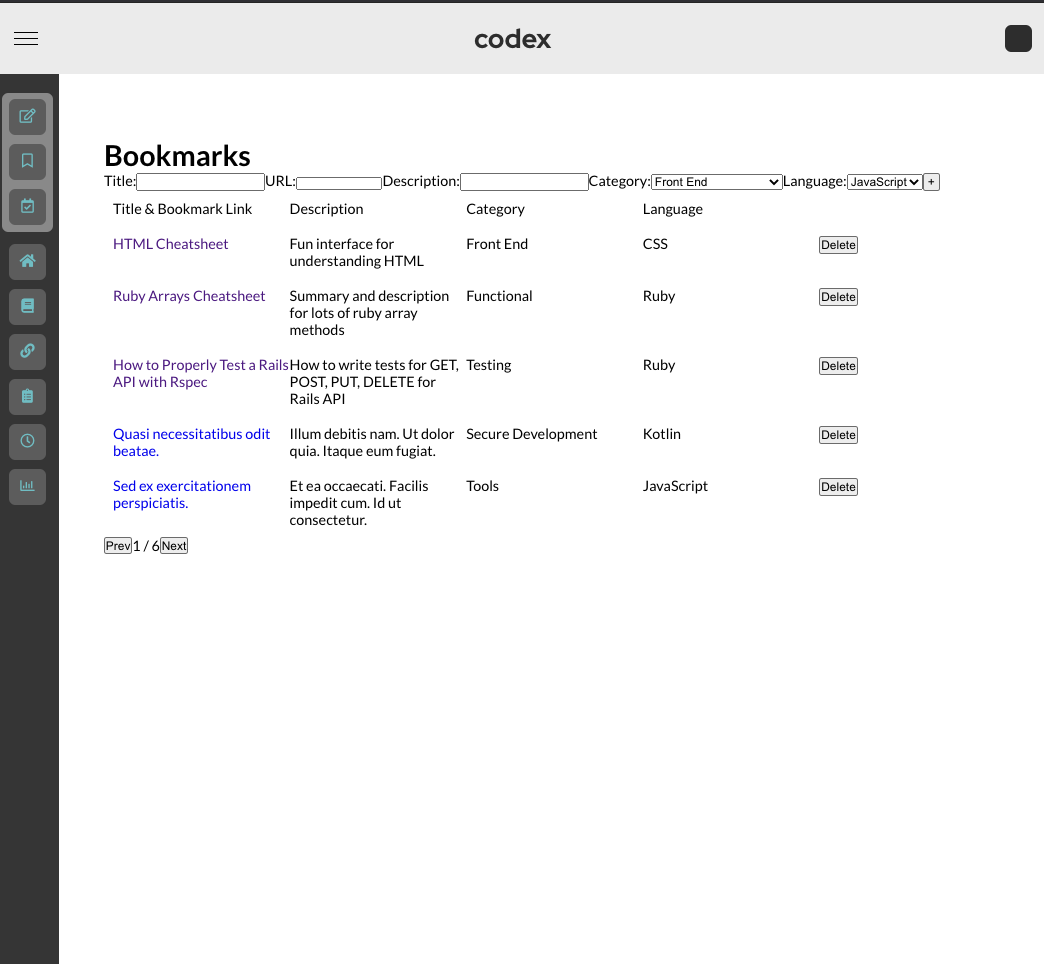 codex
Bookmarks
Title: URL: Description: Category: Front End Language: JavaScript +
Title & Bookmark Link Description Category Language
HTML Cheatsheet Fun interface for Front End CSS Delete
understanding HTML
Ruby Arrays Cheatsheet Summary and description Functional Ruby Delete
for lots of ruby array
methods
How to Properly Test a Rails How to write tests for GET, Testing Ruby Delete
API with Rspec POST, PUT, DELETE for
Rails API
Quasi necessitatibus odit Illum debitis nam. Ut dolor Secure Development Kotlin Delete
beatae. quia. Itaque eum fugiat.
Sed ex exercitationem Et ea occaecati. Facilis Tools JavaScript Delete
perspiciatis. impedit cum. Id ut
consectetur.
Prev 1 / 6 Next